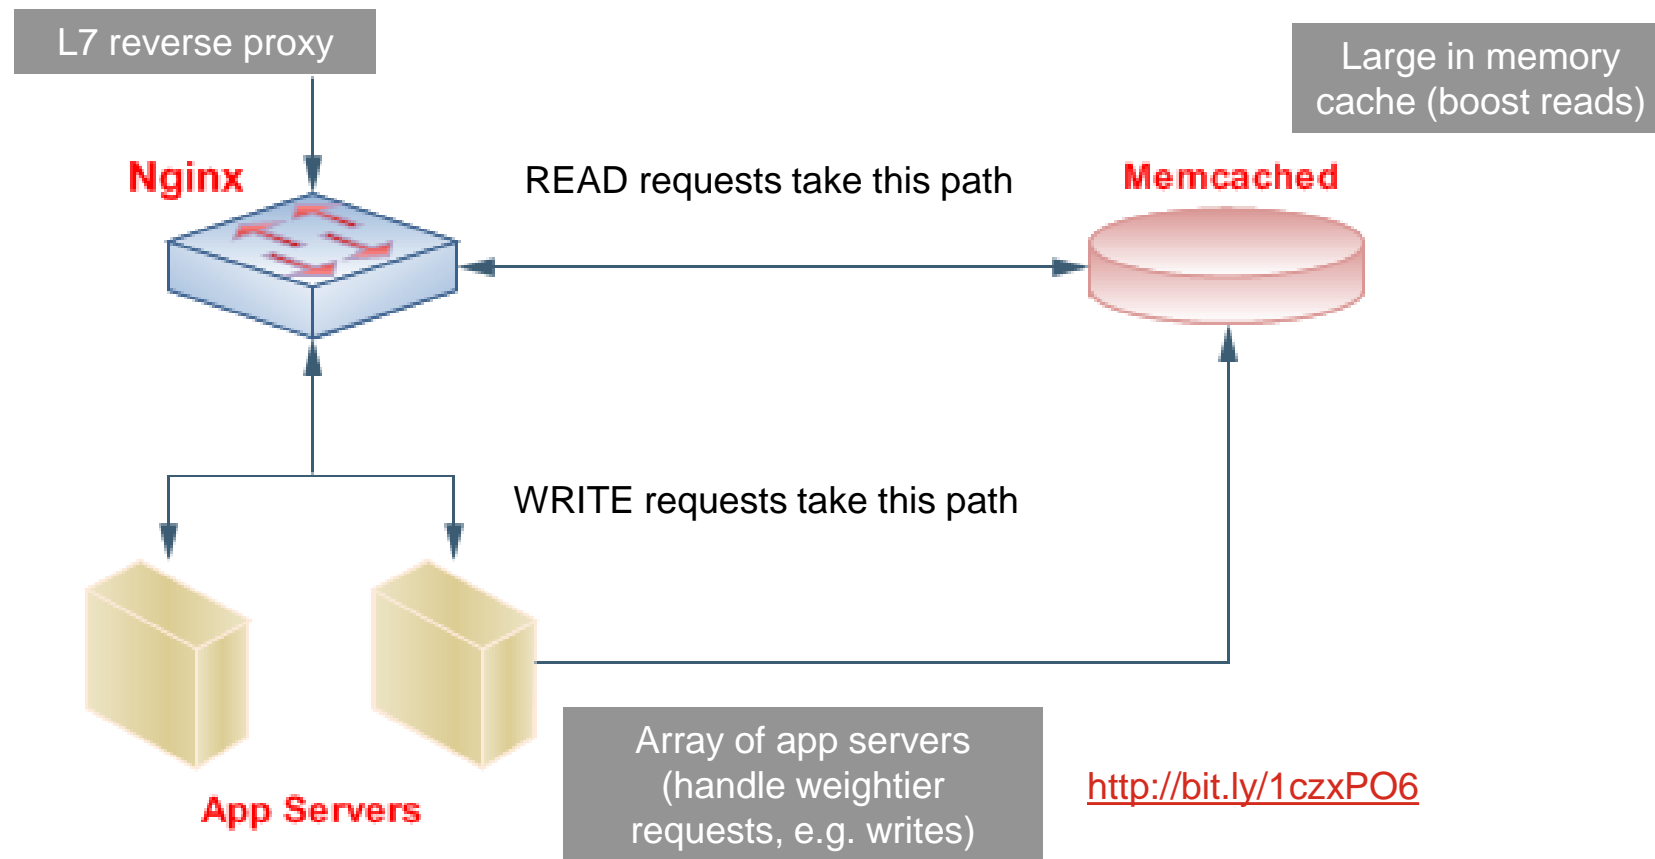 L7 reverse proxy
Large in memory
cache (boost reads)
Nginx
READ requests take this path
Memcached
WRITE requests take this path
Array of app servers
(handle weightier
requests, e.g. writes)
http://bit.ly/1czxPO6
App Servers